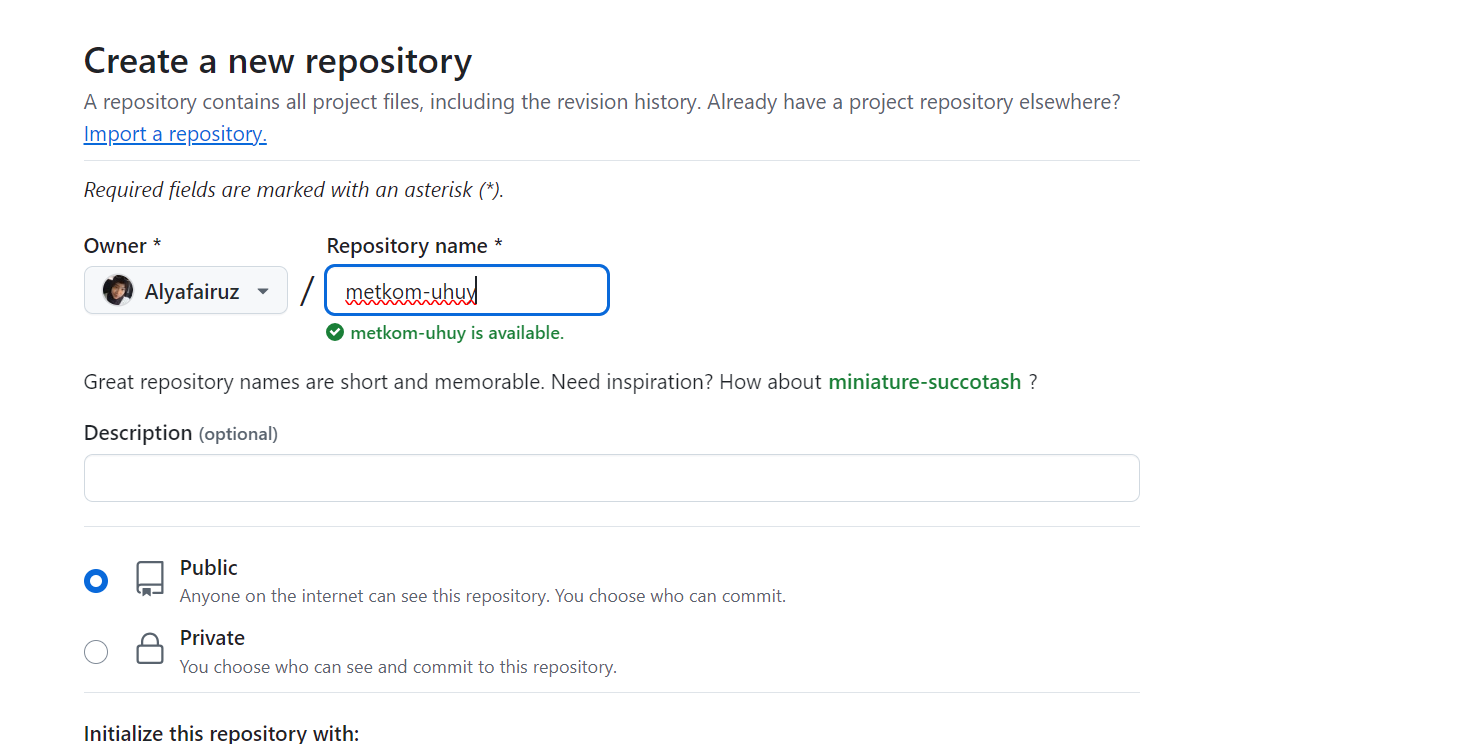 Create a new repository
A repository contains all project files, including the revision history. Already have a project repository elsewhere?
Import a repository.
Required fields are marked with an asterisk (*).
Owner * Repository name *
Alyafairuz / metkom-uhuy
metkom-uhuy is available.
Great repository names are short and memorable. Need inspiration? How about miniature-succotash ?
Description (optional)
Public
Anyone on the internet can see this repository. You choose who can commit.
Private
You choose who can see and commit to this repository.
Initialize this repository with: